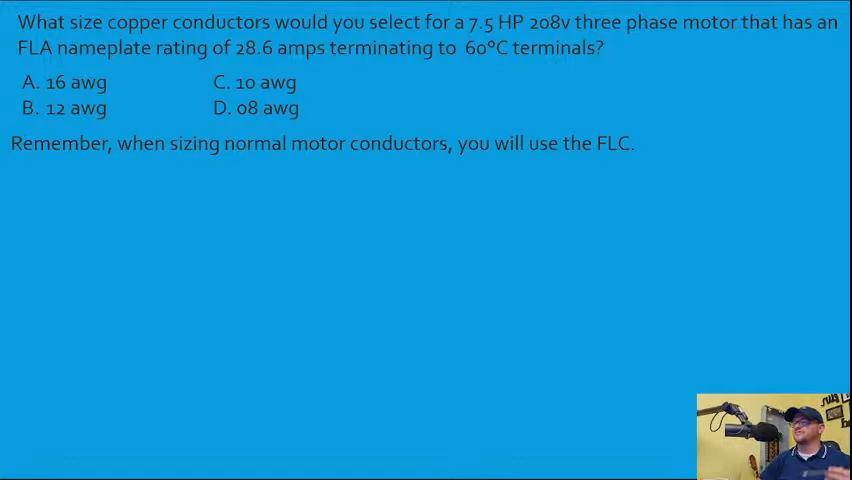 What size copper conductors would you select for a 7.5 HP 208v three phase motor that has an
FLA nameplate rating of 28.6 amps terminating to 60°C terminals?
A. 16 awg
C. 10 awg
B. 12 awg
D. 08 awg
Remember, when sizing normal motor conductors, you will use the FLC.